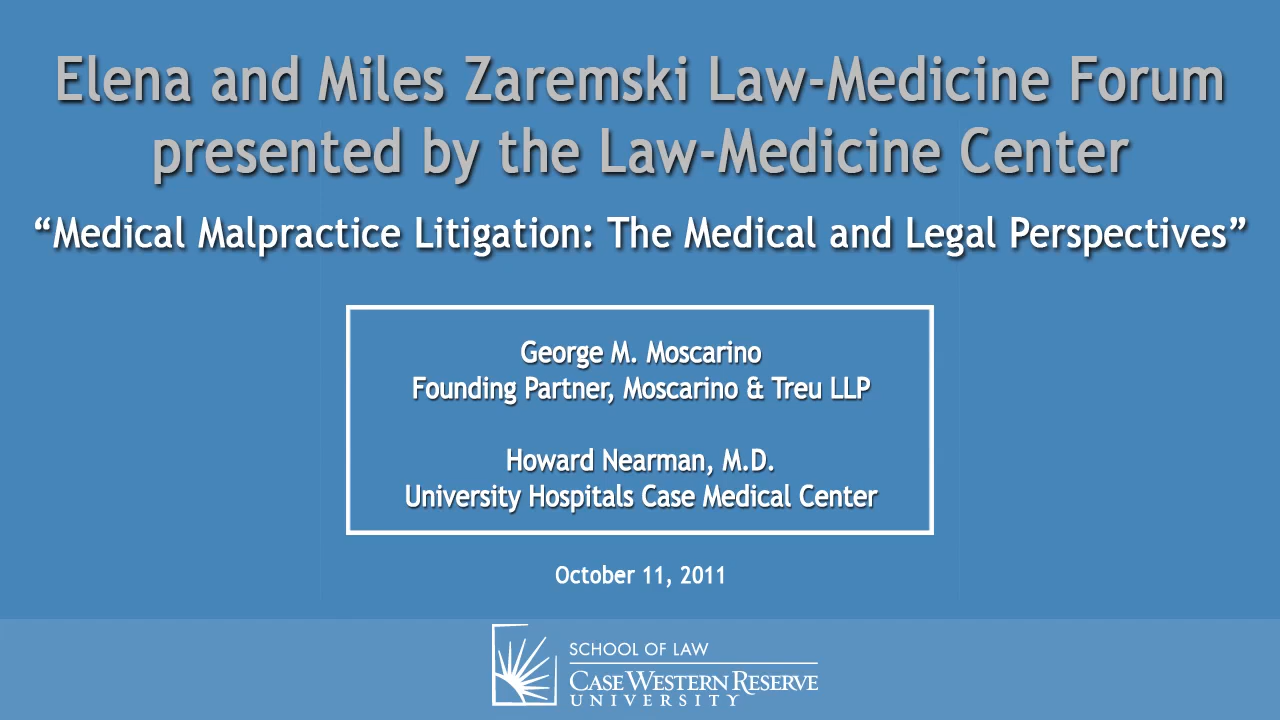 Elena and Miles Zaremski Law-Medicine Forum
presented by the Law-Medicine Center
“Medical Malpractice Litigation: The Medical and Legal Perspectives”
George M. Moscarino
Founding Partner, Moscarino & Treu LLP
Howard Nearman, M.D.
University Hospitals Case Medical Center
October 11, 2011
SCHOOL OF LAW
CASE WESTERN RESERVE
UNIVERSITY